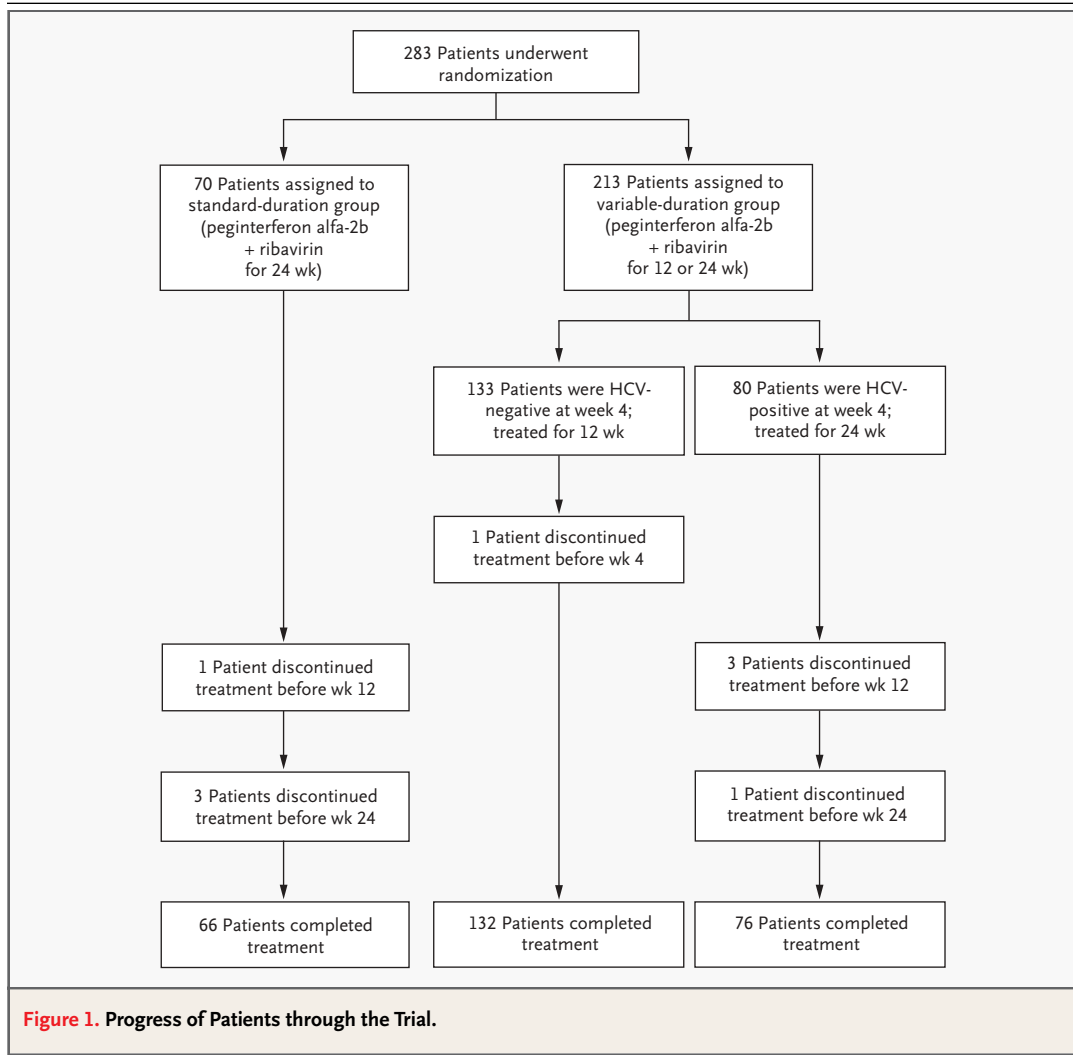 283 Patients underwent
randomization
70 Patients assigned to
standard-duration group
(peginterferon alfa-2b
+ ribavirin
for 24 wk)
213 Patients assigned to
variable-duration group
(peginterferon alfa-2b
+ ribavirin
for 12 or 24 wk)
133 Patients were HCV-
negative at week 4;
treated for 12 wk
80 Patients were HCV-
positive at week 4;
treated for 24 wk
1 Patient discontinued
treatment before wk 4
1 Patient discontinued
treatment before wk 12
3 Patients discontinued
treatment before wk 12
3 Patients discontinued
treatment before wk 24
1 Patient discontinued
treatment before wk 24
66 Patients completed
treatment
132 Patients completed
treatment
76 Patients completed
treatment
Figure 1. Progress of Patients through the Trial.